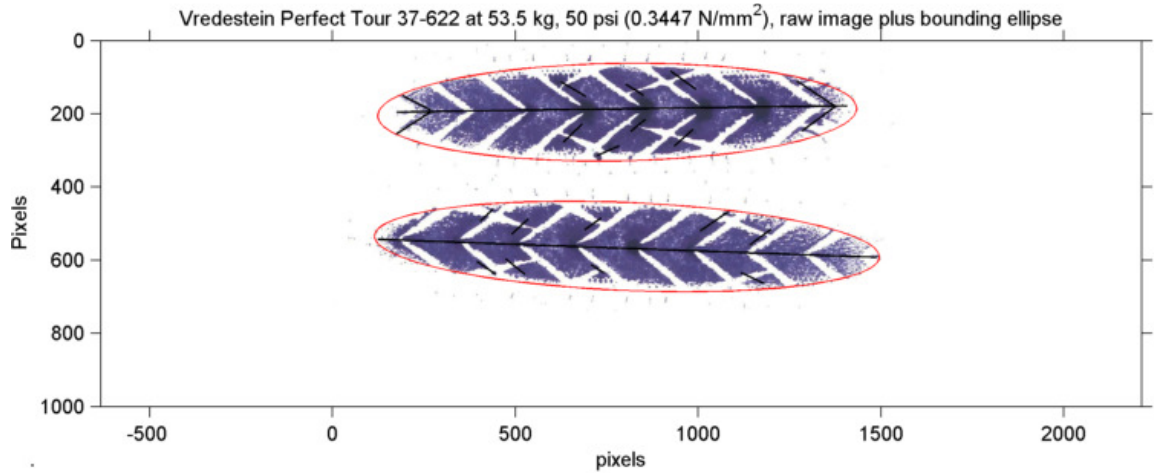 Vredestein Perfect Tour 37-622 at 53.5 kg, 50 psi (0.3447 N/mm²), raw image plus bounding ellipse
0
200
400
600
800
1000
Pixels
-500 0 500 1000 1500 2000
pixels